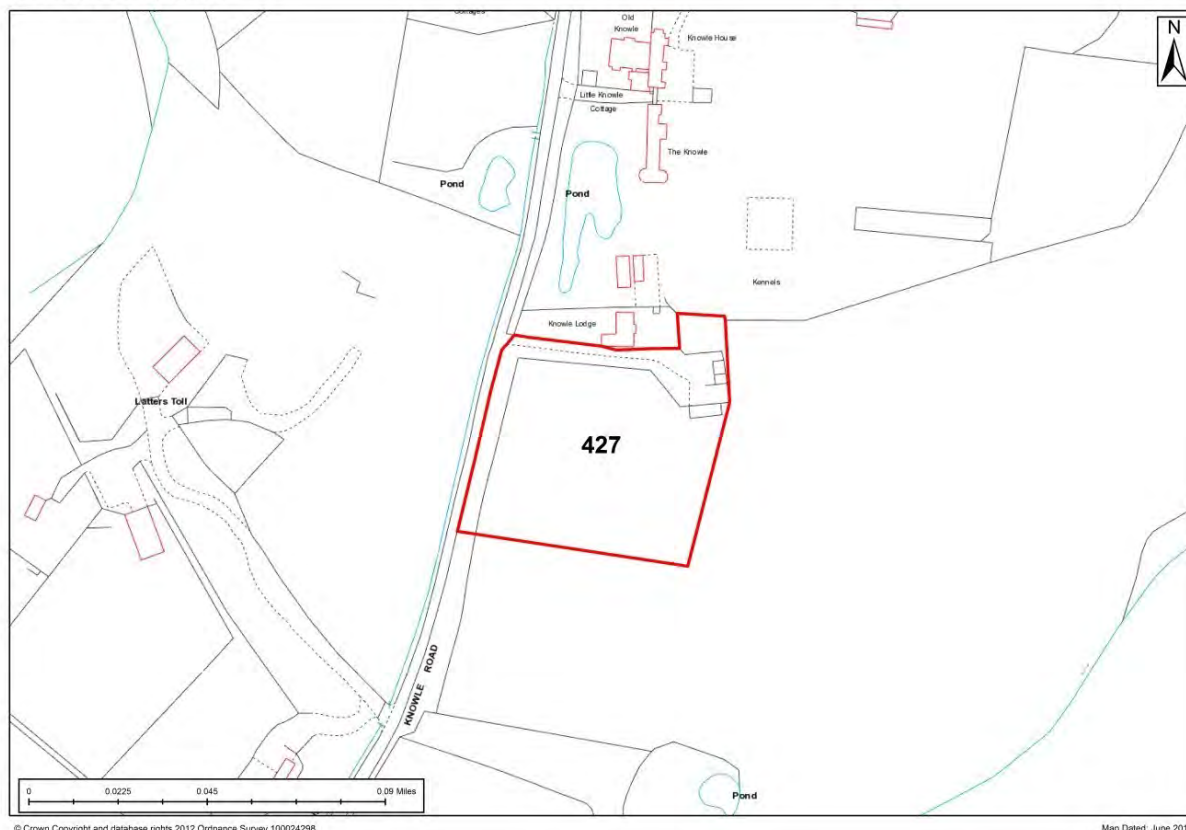 Old
Knowle
Knowle House
N
Little Knowle
Cottage
The Knowle
Pond
Pond
Kennels
Knowle Lodge
Latters Toll
427
KNOWLE ROAD
Pond
0 0.0225 0.045 0.09 Miles
© Crown Copyright and database rights 2012 Ordnance Survey 100024298
Map Dated: June 201